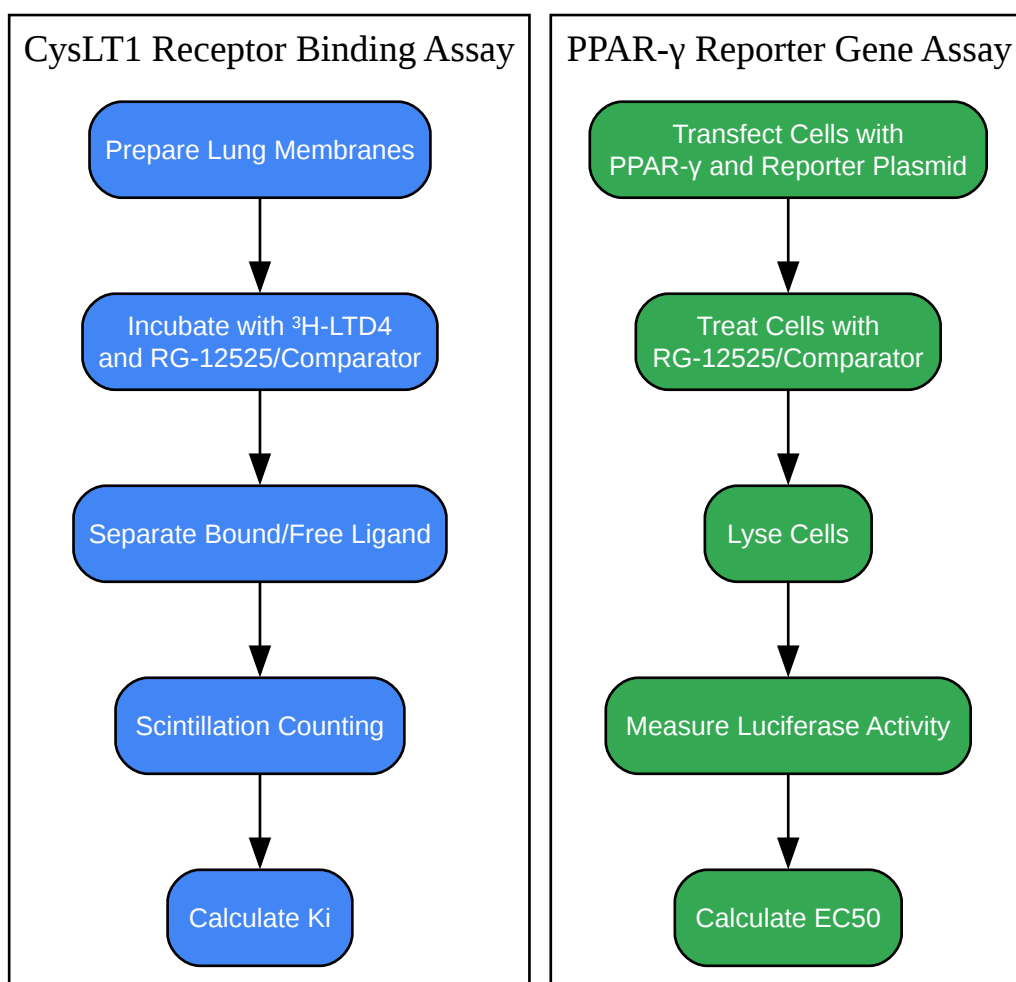 CysLT1 Receptor Binding Assay
Prepare Lung Membranes
Incubate with ³H-LTD4
and RG-12525/Comparator
Separate Bound/Free Ligand
Scintillation Counting
Calculate Ki
PPAR-γ Reporter Gene Assay
Transfect Cells with
PPAR-γ and Reporter Plasmid
Treat Cells with
RG-12525/Comparator
Lyse Cells
Measure Luciferase Activity
Calculate EC50